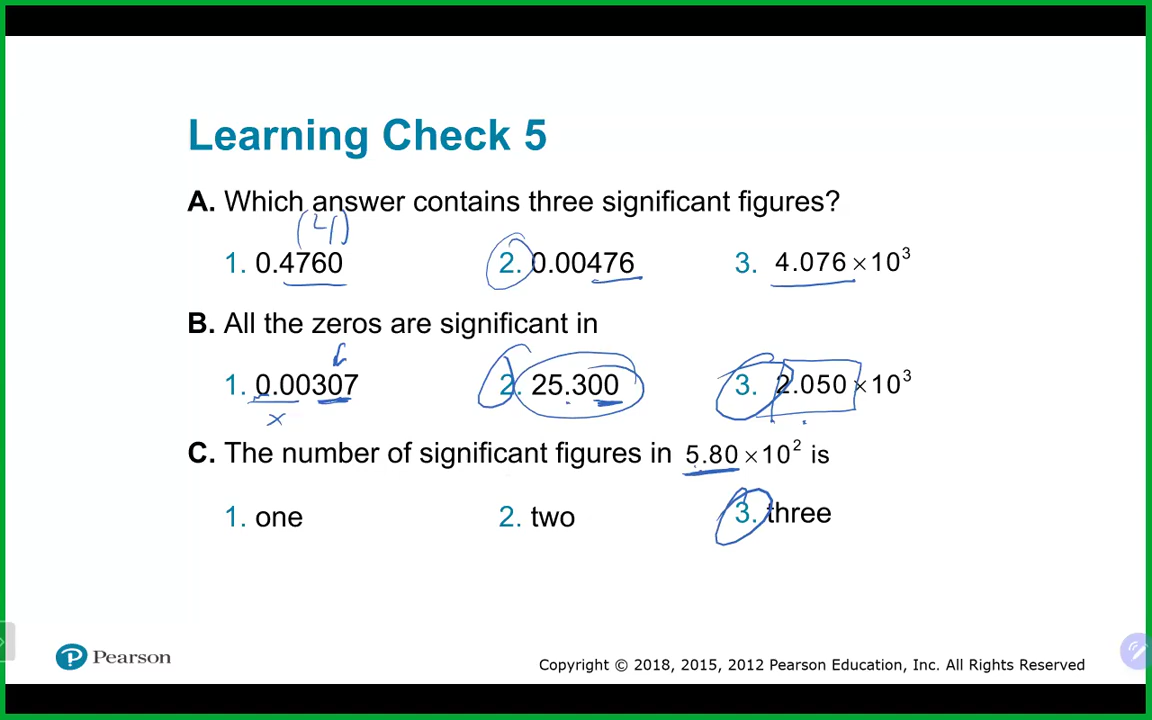 Learning Check 5
A. Which answer contains three significant figures?
(4)
1. 0.4760 2. 0.00476 3. 4.076 × 10³
B. All the zeros are significant in
1. 0.00307 2. 25.300 3. 2.050 × 10³
x
C. The number of significant figures in 5.80 × 10² is
1. one 2. two 3. three
P Pearson
Copyright © 2018, 2015, 2012 Pearson Education, Inc. All Rights Reserved